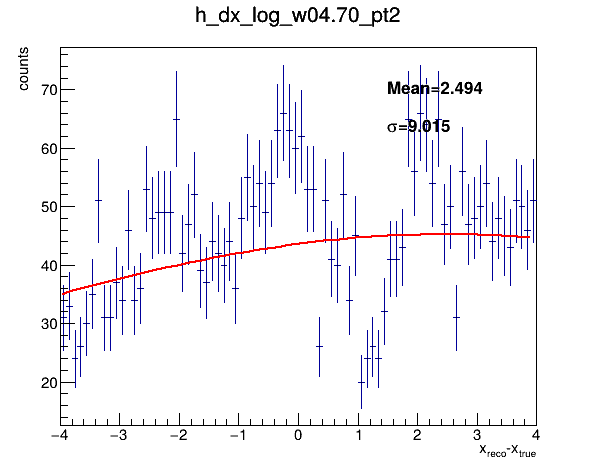 h_dx_log_w04.70_pt2
counts
Mean=2.494
σ=9.015
70
60
50
40
30
20
−4 −3 −2 −1 0 1 2 3 4
x_reco-x_true